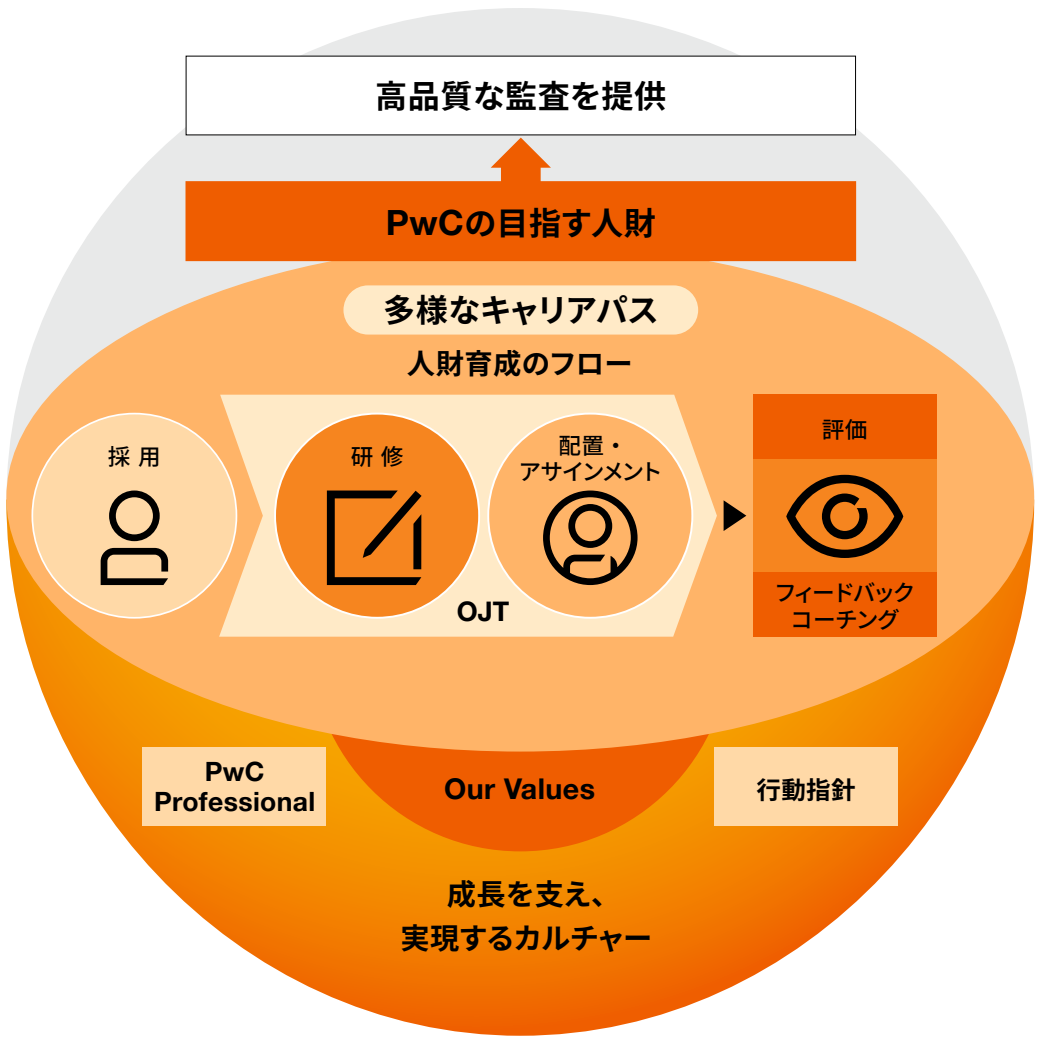 高品質な監査を提供
PwCの目指す人財
多様なキャリアパス
人財育成のフロー
採用
研修
配置・
アサインメント
OJT
評価
フィードバック
コーチング
PwC
Professional
Our Values
行動指針
成長を支え、
実現するカルチャー